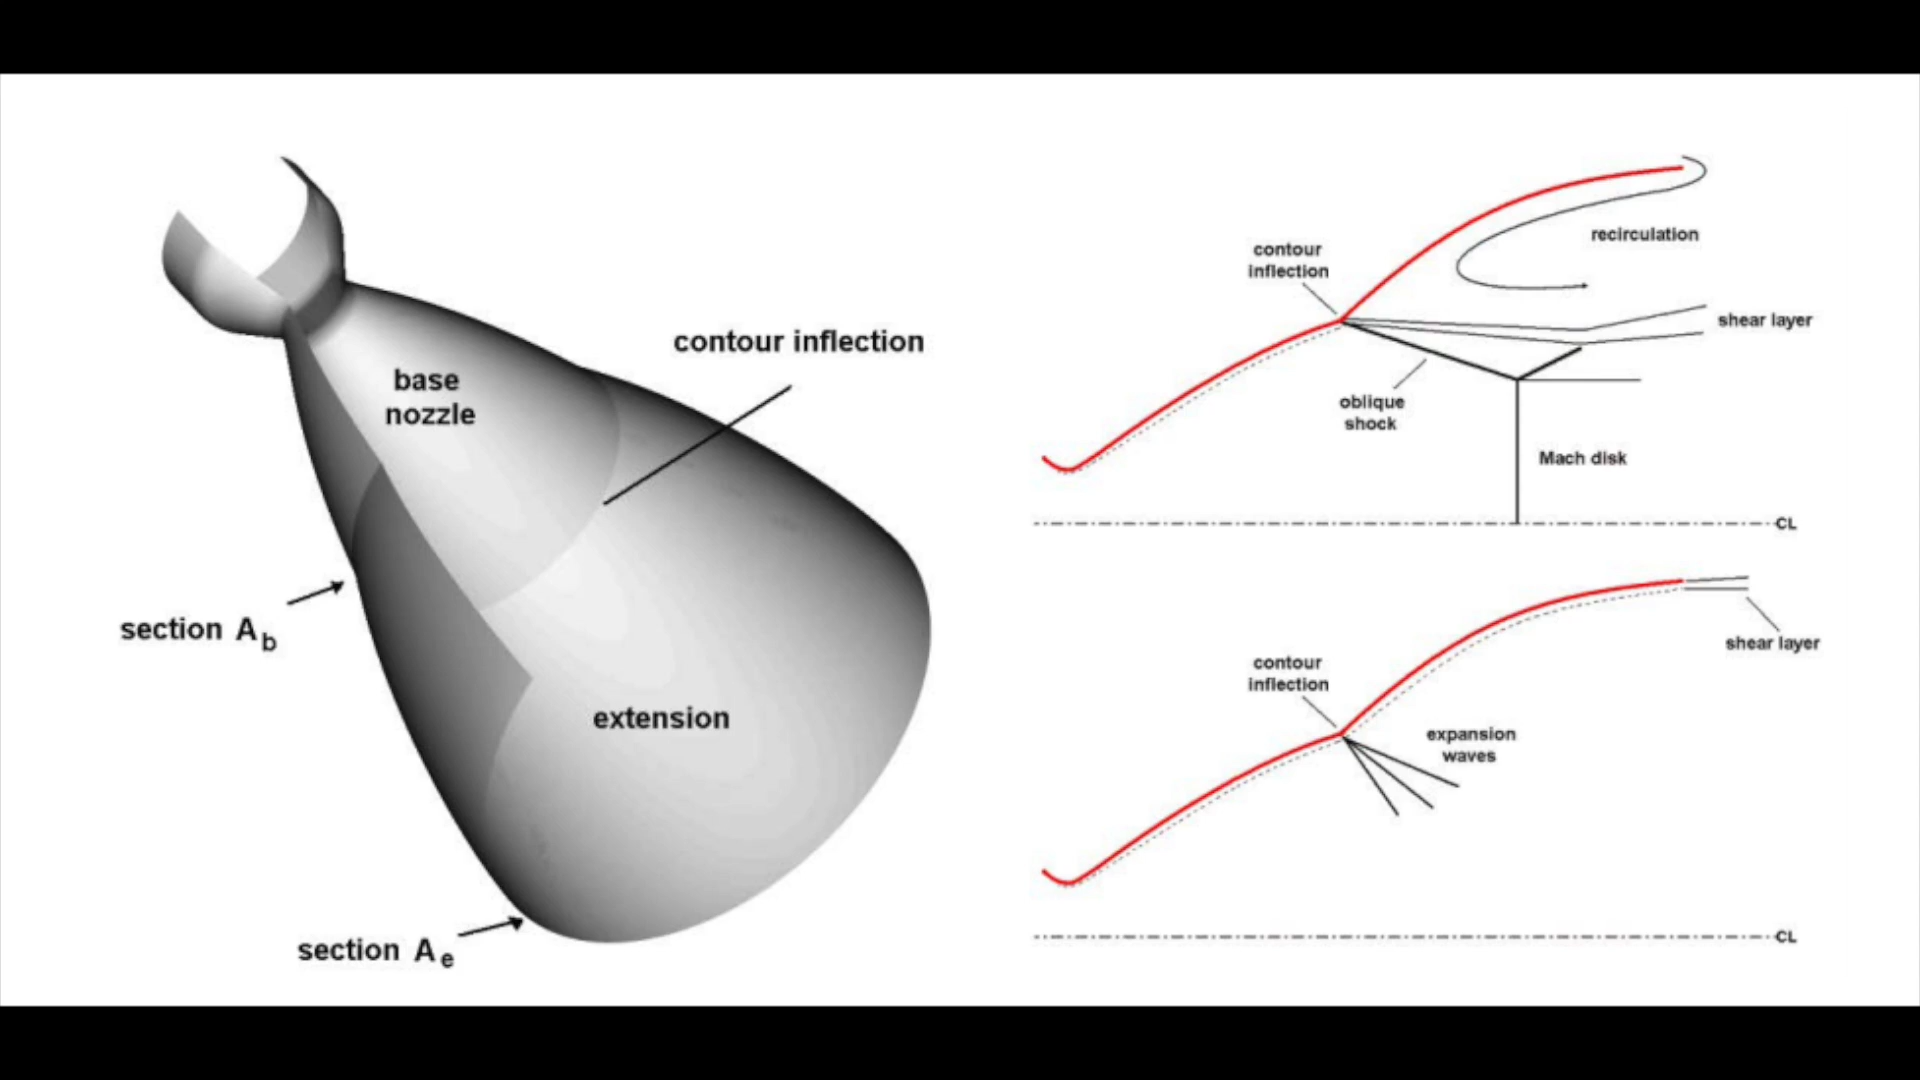 base
nozzle
contour inflection
section A b
extension
section A e
contour
inflection
recirculation
shear layer
oblique
shock
Mach disk
CL
shear layer
contour
inflection
expansion
waves
CL